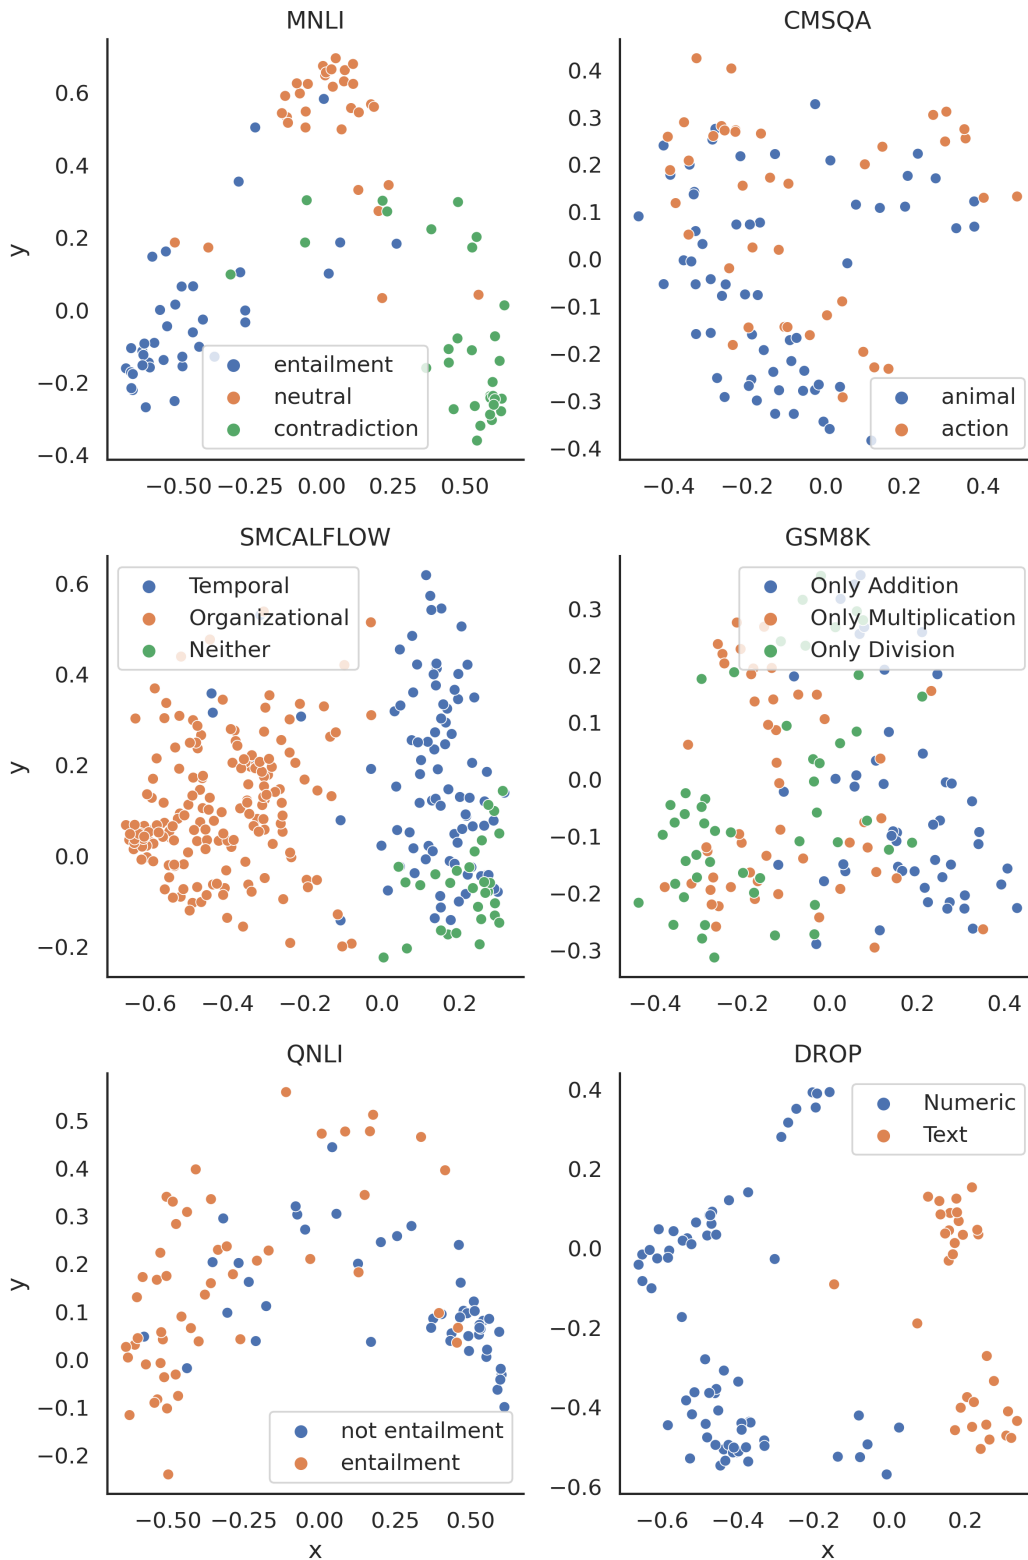 MNLI
y
0.6
0.4
0.2
0.0
−0.2
−0.4
−0.50 −0.25 0.00 0.25 0.50
entailment
neutral
contradiction
CMSQA
0.4
0.3
0.2
0.1
0.0
−0.1
−0.2
−0.3
−0.4
−0.4 −0.2 0.0 0.2 0.4
animal
action
SMCALFLOW
y
0.6
0.4
0.2
0.0
−0.2
−0.6 −0.4 −0.2 0.0 0.2
Temporal
Organizational
Neither
GSM8K
0.3
0.2
0.1
0.0
−0.1
−0.2
−0.3
−0.4 −0.2 0.0 0.2 0.4
Only Addition
Only Multiplication
Only Division
QNLI
y
0.5
0.4
0.3
0.2
0.1
0.0
−0.1
−0.2
−0.50 −0.25 0.00 0.25 0.50
x
not entailment
entailment
DROP
0.4
0.2
0.0
−0.2
−0.4
−0.6
−0.6 −0.4 −0.2 0.0 0.2
x
Numeric
Text